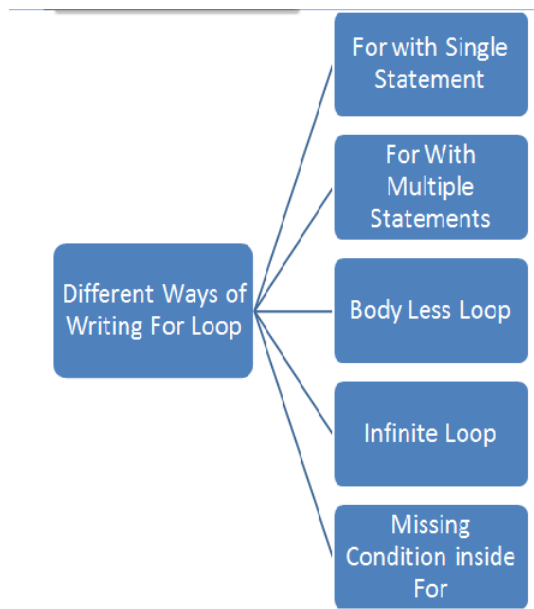 For with Single
Statement
For With
Multiple
Statements
Different Ways of
Writing For Loop
Body Less Loop
Infinite Loop
Missing
Condition inside
For